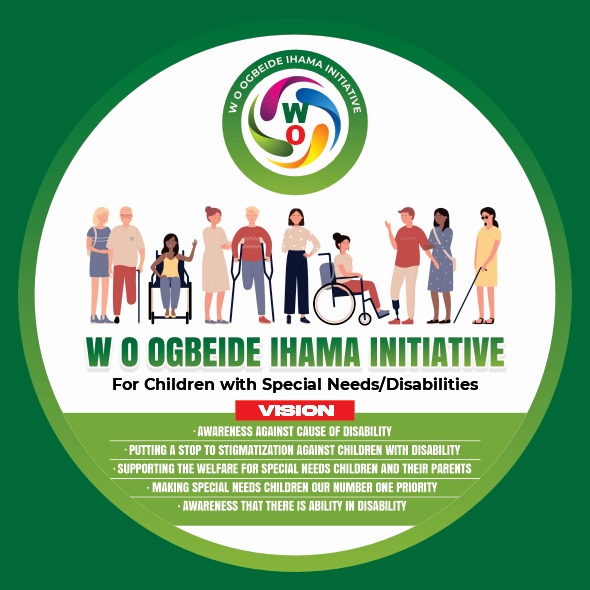 W O OGBEIDE IHAMA INITIATIVE
W
O
W O OGBEIDE IHAMA INITIATIVE
For Children with Special Needs/Disabilities
VISION
· AWARENESS AGAINST CAUSE OF DISABILITY
· PUTTING A STOP TO STIGMATIZATION AGAINST CHILDREN WITH DISABILITY
· SUPPORTING THE WELFARE FOR SPECIAL NEEDS CHILDREN AND THEIR PARENTS
· MAKING SPECIAL NEEDS CHILDREN OUR NUMBER ONE PRIORITY
· AWARENESS THAT THERE IS ABILITY IN DISABILITY